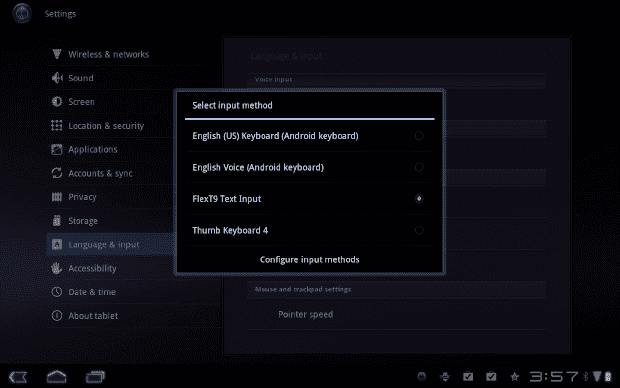 Settings
Wireless & networks
Sound
Screen
Location & security
Applications
Accounts & sync
Privacy
Storage
Language & input
Accessibility
Date & time
About tablet
Language & input
Voice input
Select input method
English (US) Keyboard (Android keyboard)
English Voice (Android keyboard)
FlexT9 Text Input
Thumb Keyboard 4
Configure input methods
Mouse and trackpad settings
Pointer speed
3:57